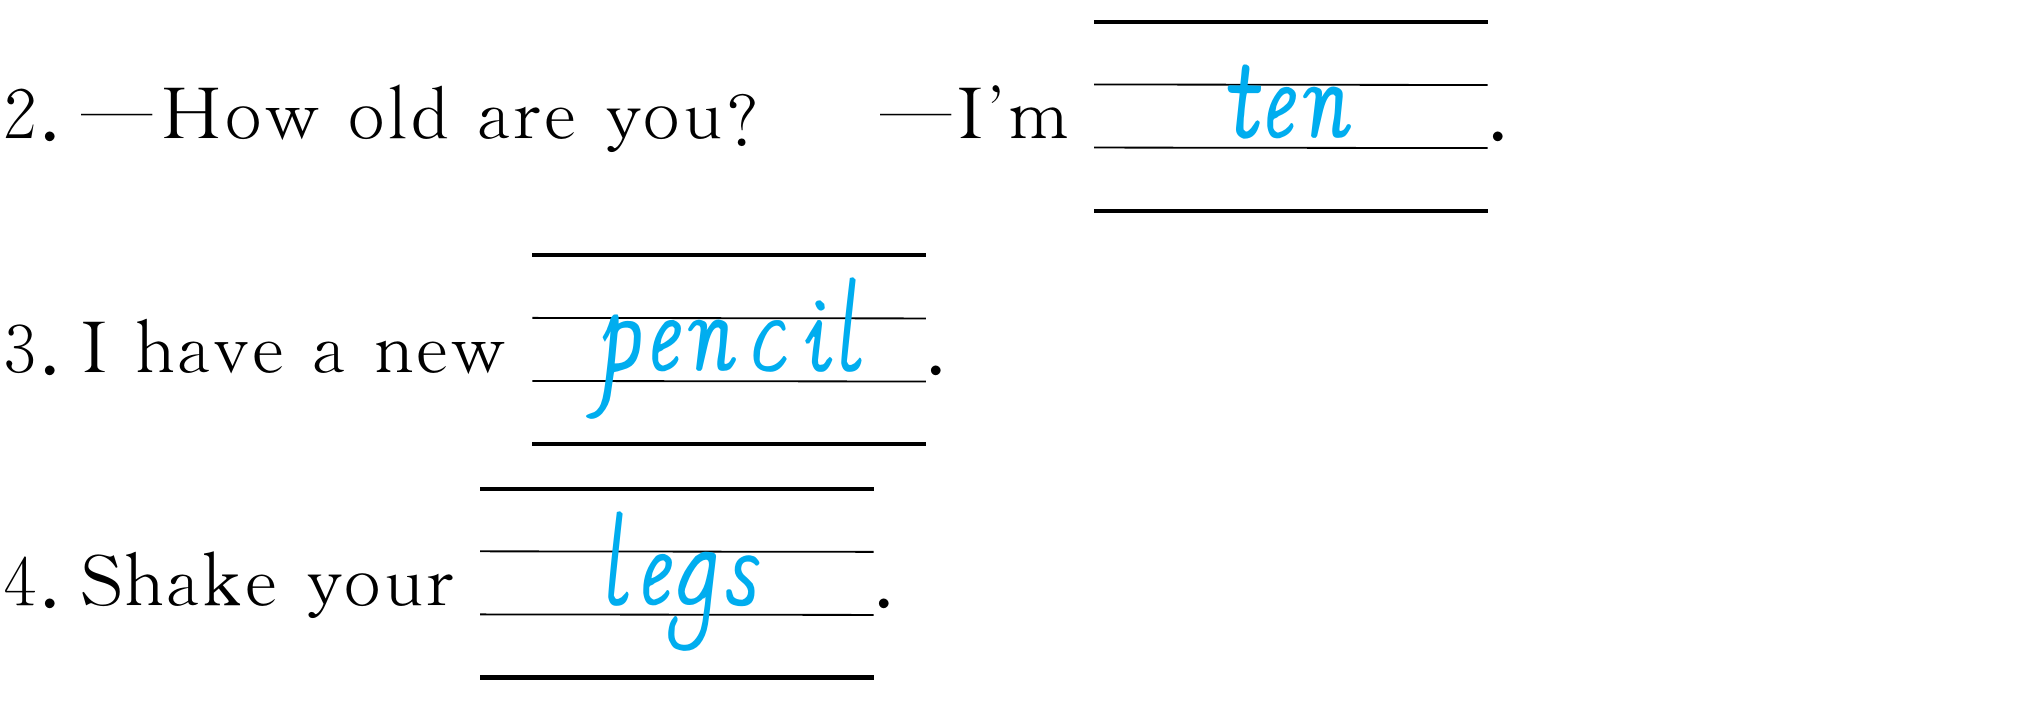 2. —How old are you? —I'm ten.
3. I have a new pencil.
4. Shake your legs.